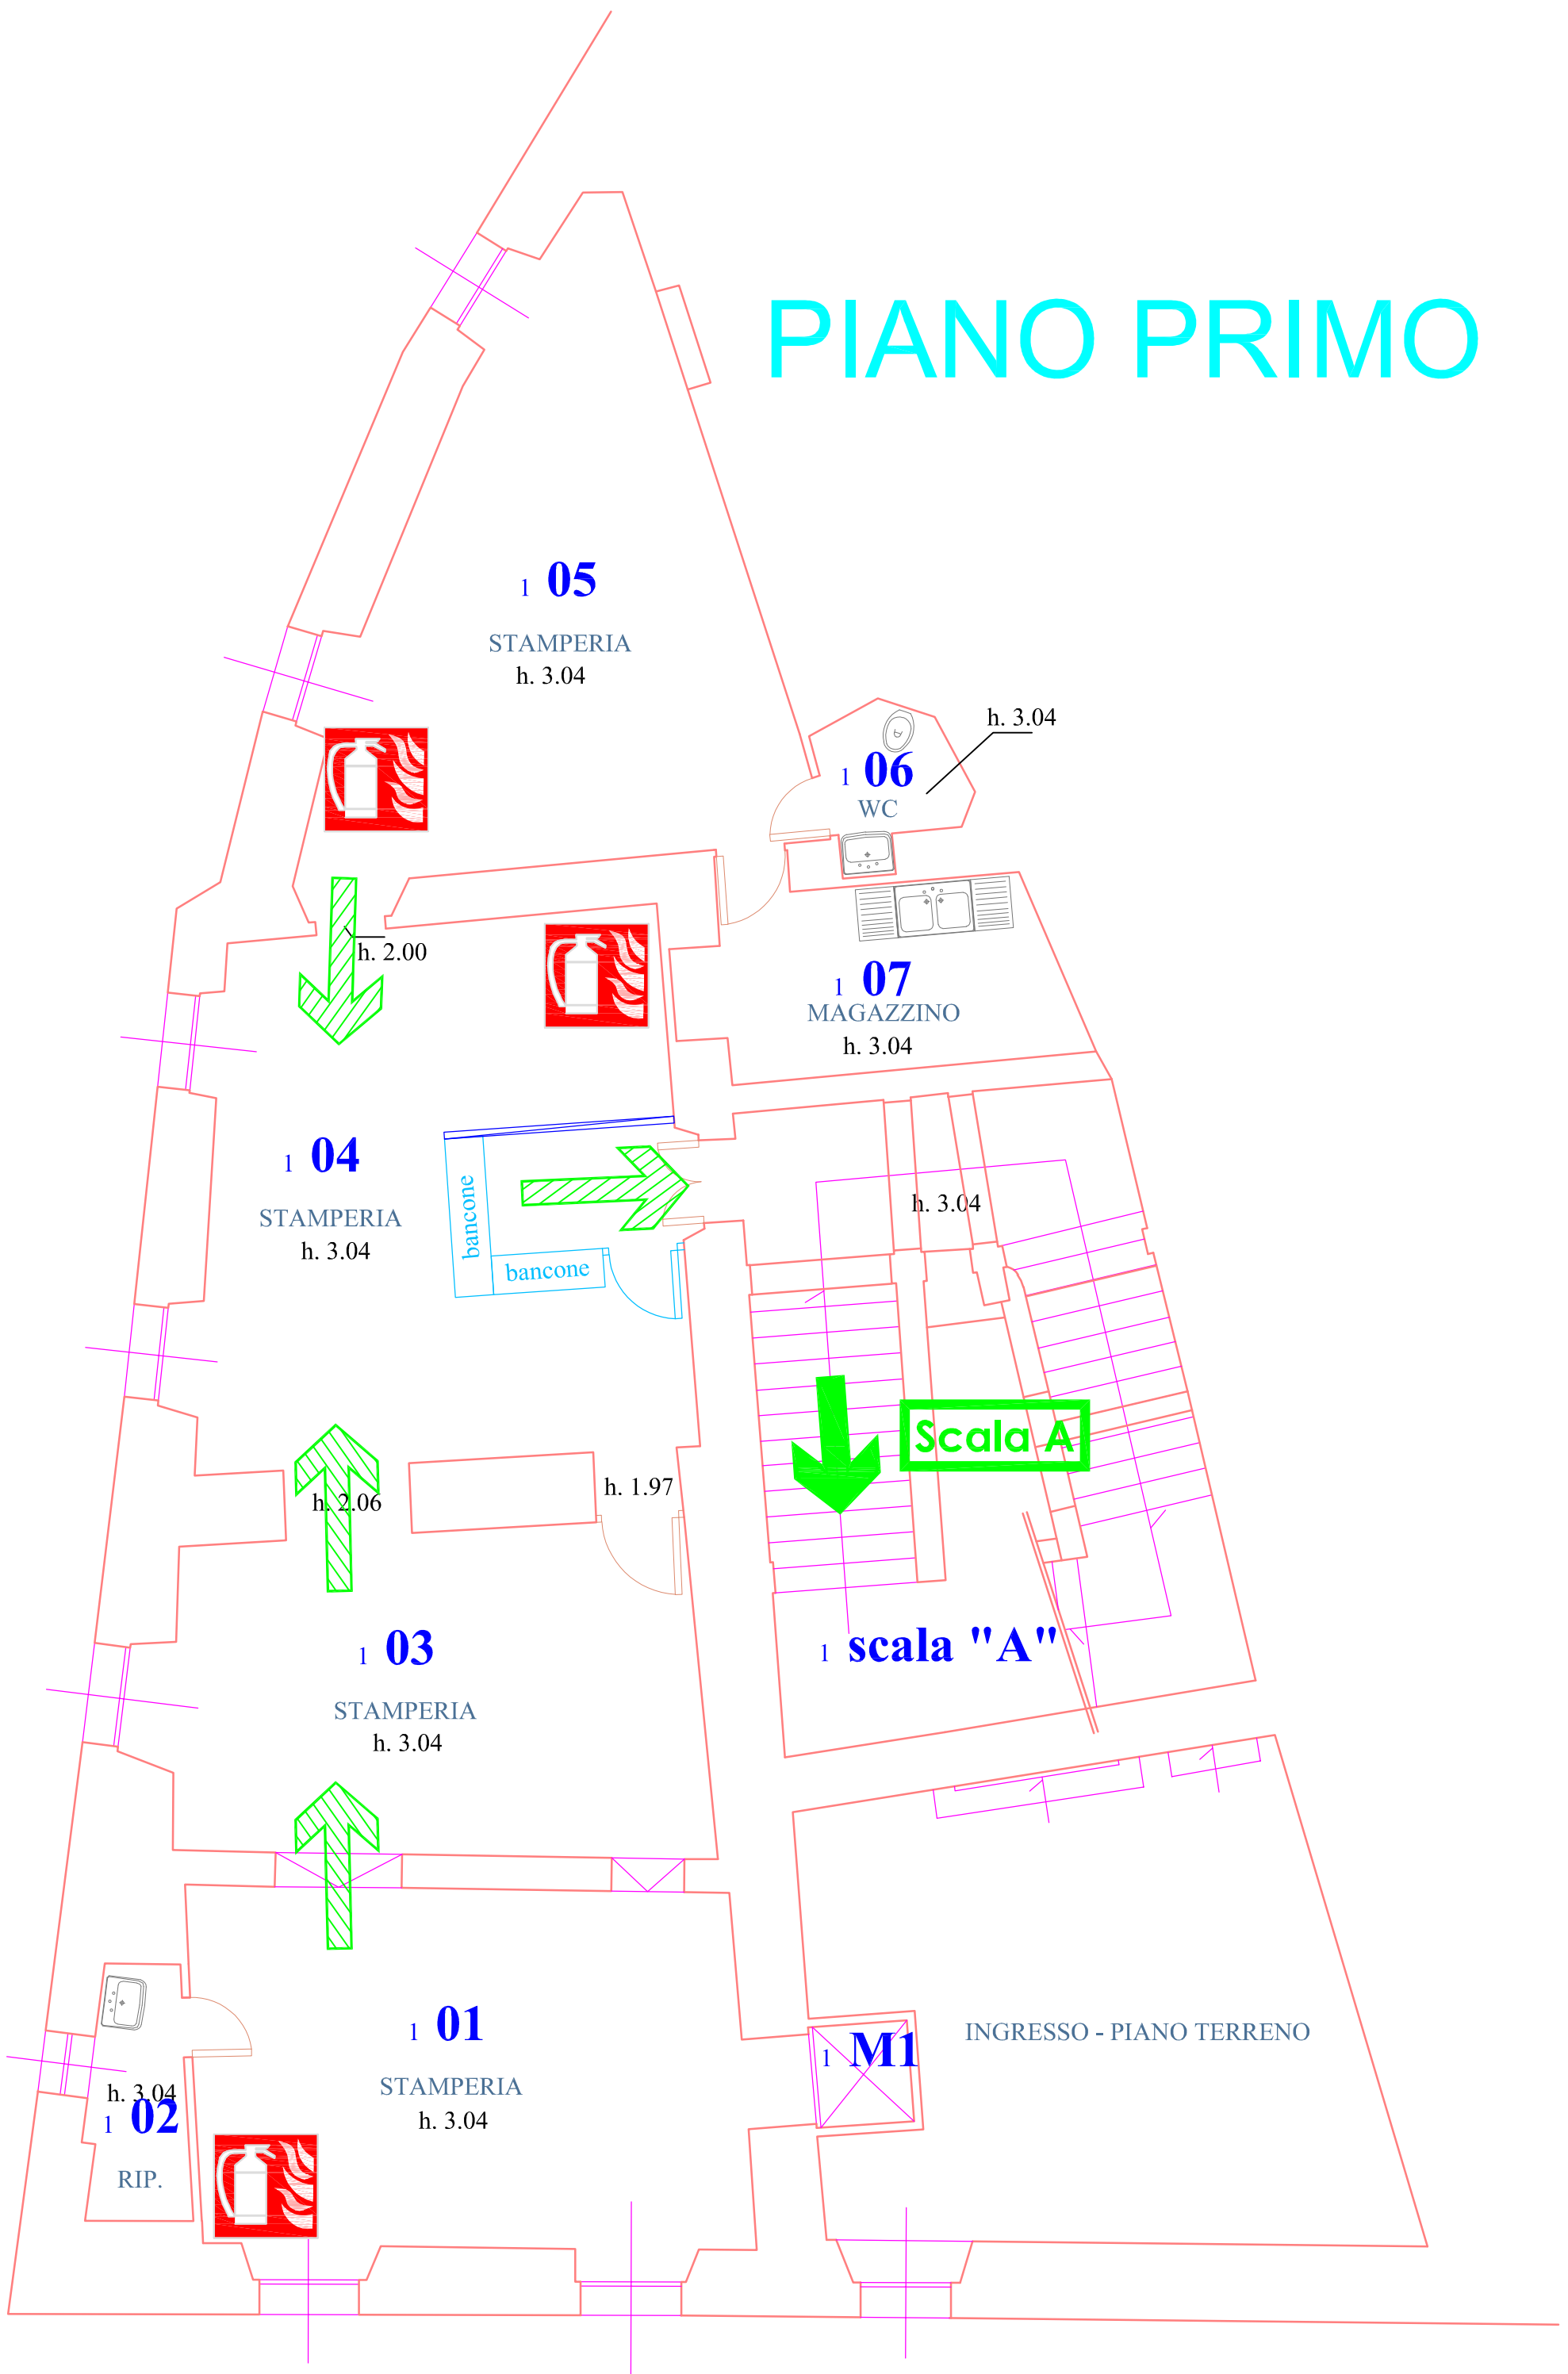 PIANO PRIMO
1 05
STAMPERIA
h. 3.04
h. 3.04
1 06
WC
h. 2.00
1 07
MAGAZZINO
h. 3.04
1 04
STAMPERIA
h. 3.04
bancone
bancone
h. 3.04
Scala A
h. 2.06
h. 1.97
1 03
STAMPERIA
h. 3.04
1 scala "A"
1 01
STAMPERIA
h. 3.04
1 M1
INGRESSO - PIANO TERRENO
h. 3.04
1 02
RIP.